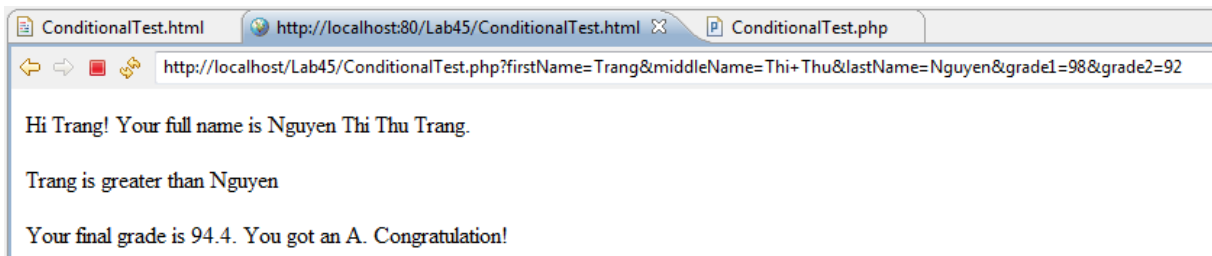 ConditionalTest.html
http://localhost:80/Lab45/ConditionalTest.html
ConditionalTest.php
http://localhost/Lab45/ConditionalTest.php?firstName=Trang&middleName=Thi+Thu&lastName=Nguyen&grade1=98&grade2=92
Hi Trang! Your full name is Nguyen Thi Thu Trang.
Trang is greater than Nguyen
Your final grade is 94.4. You got an A. Congratulation!